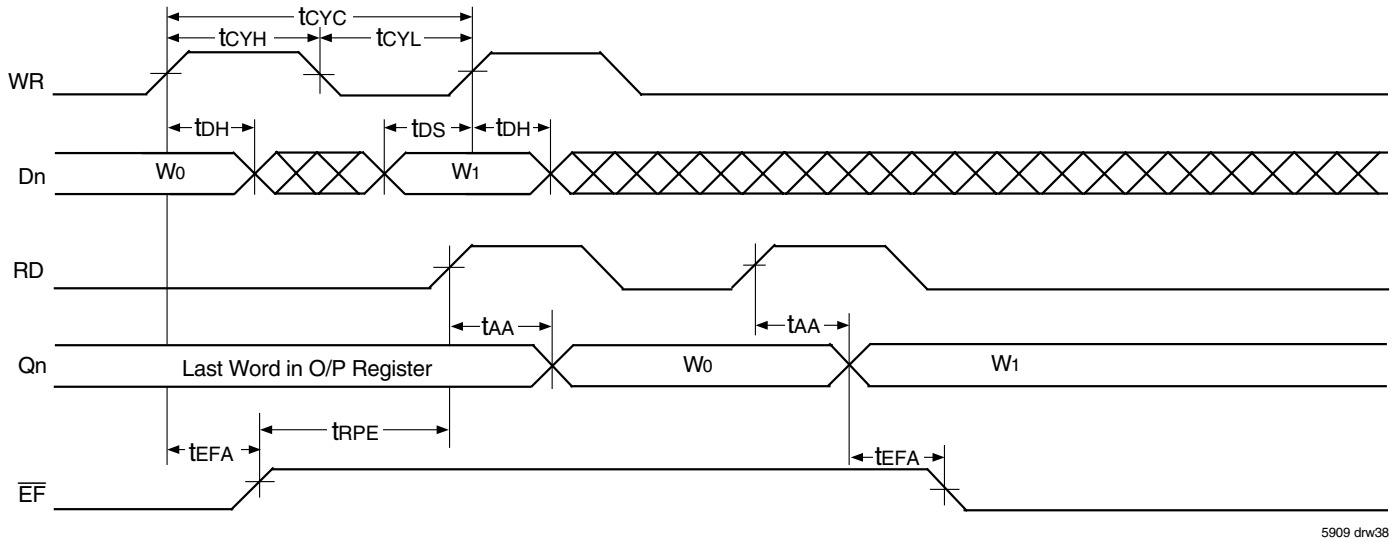 tCYC
tCYH tCYL
WR
tDH tDS tDH
Dn W0 W1
RD
tAA tAA
Qn Last Word in O/P Register W0 W1
tRPE
tEFA tEFA
EF
5909 drw38